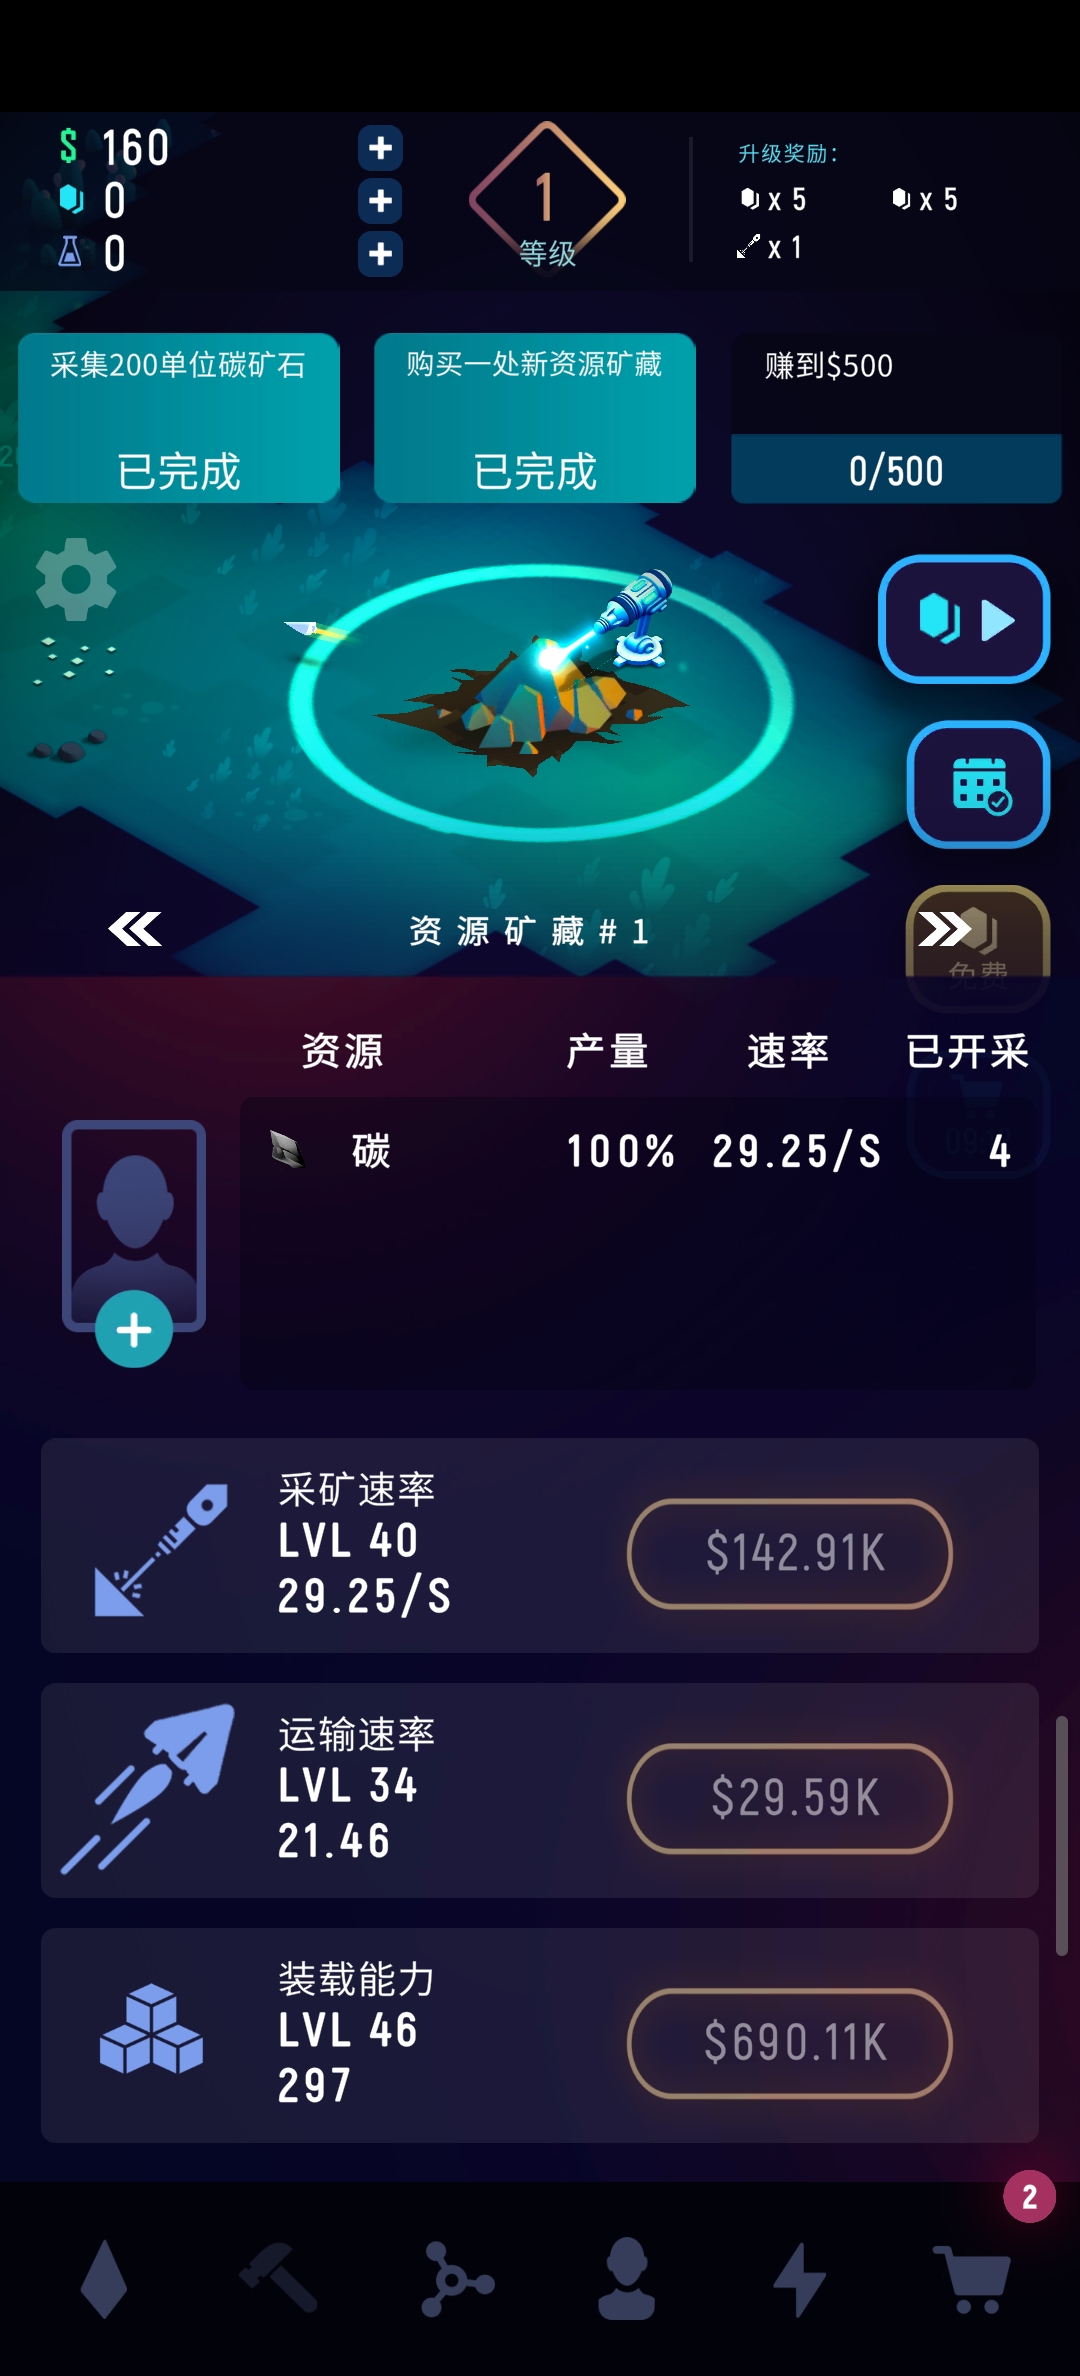 $ 160
0
0
1
等级
升级奖励：
x 5
x 5
x 1
采集200单位碳矿石
已完成
购买一处新资源矿藏
已完成
赚到$500
0/500
资源矿藏#1
免费
资源 产量 速率 已开采
碳 100% 29.25/S 4
采矿速率
LVL 40
29.25/S
$142.91K
运输速率
LVL 34
21.46
$29.59K
装载能力
LVL 46
297
$690.11K
2